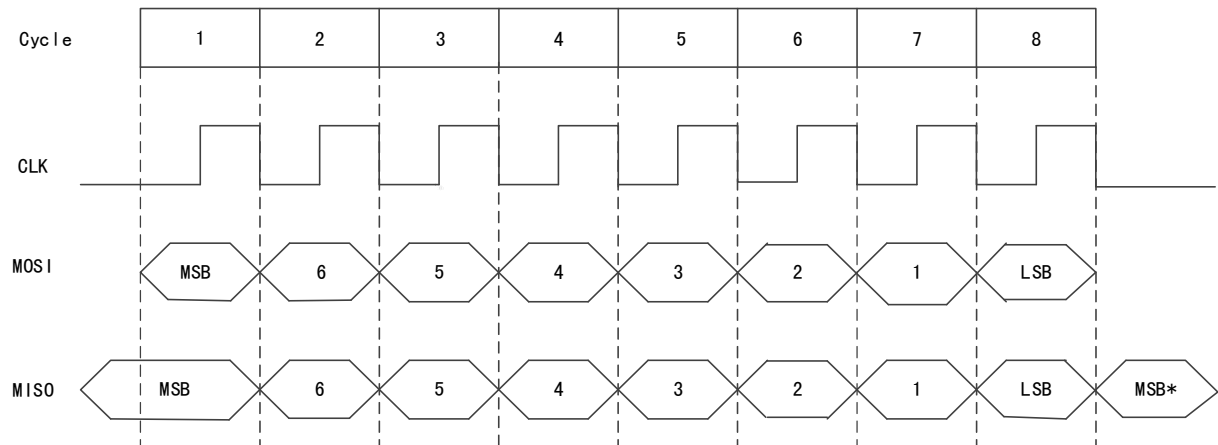 Cycle 1 2 3 4 5 6 7 8
CLK
MOSI MSB 6 5 4 3 2 1 LSB
MISO MSB 6 5 4 3 2 1 LSB MSB*